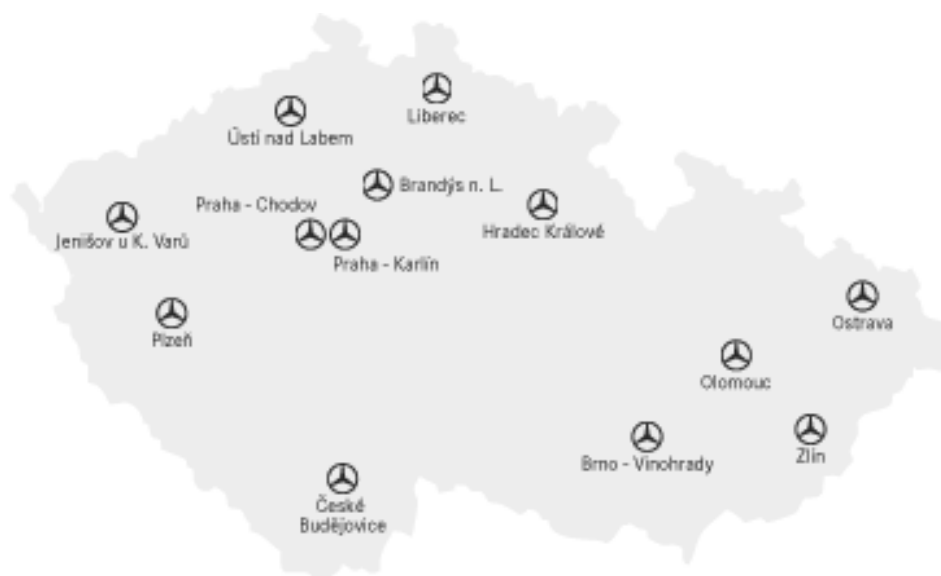 Liberec
Ústí nad Labem
Brandýs n. L.
Praha - Chodov
Hradec Králové
Jenišov u K. Varů
Praha - Karlín
Ostrava
Plzeň
Olomouc
Zlín
Brno - Vinohrady
České
Budějovice